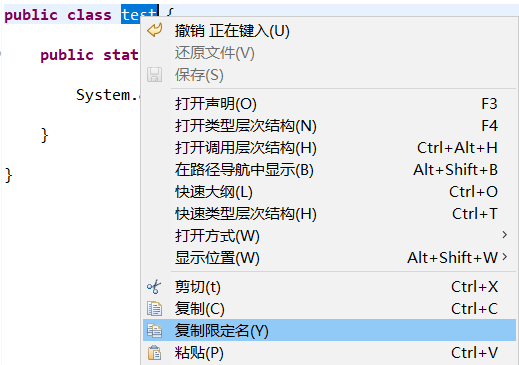 public class test {
撤销 正在键入(U)
还原文件(V)
public stat
保存(S)
System.
打开声明(O) F3
打开类型层次结构(N) F4
}
打开调用层次结构(H) Ctrl+Alt+H
在路径导航中显示(B) Alt+Shift+B
}
快速大纲(L) Ctrl+O
快速类型层次结构(H) Ctrl+T
打开方式(W)
显示位置(W) Alt+Shift+W
剪切(t) Ctrl+X
复制(C) Ctrl+C
复制限定名(Y)
粘贴(P) Ctrl+V